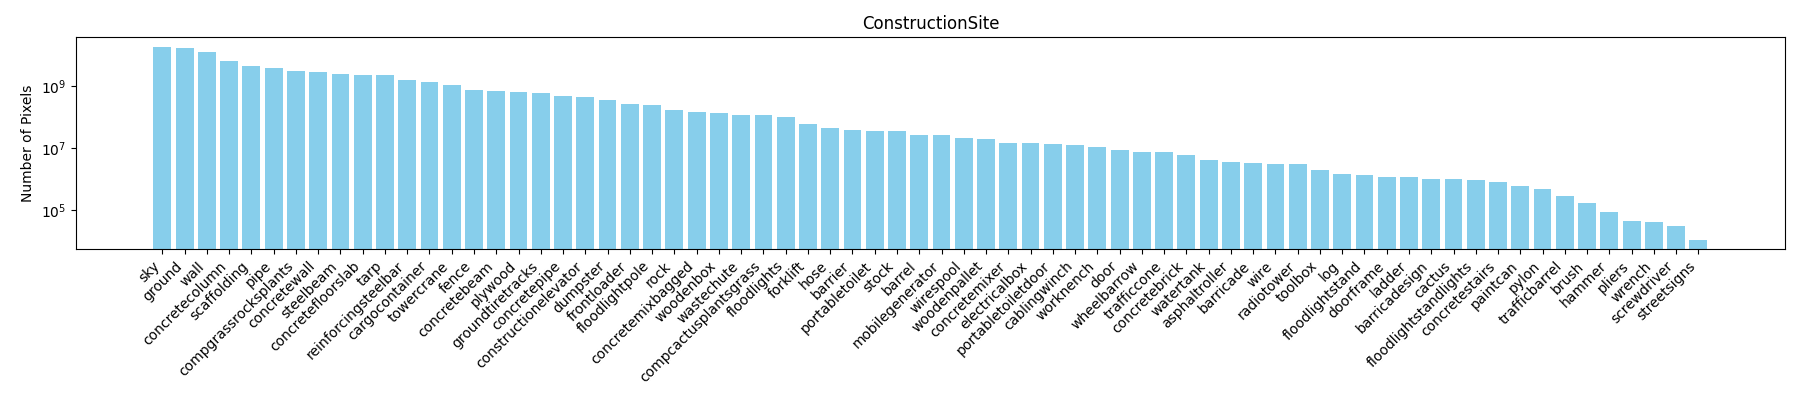 ConstructionSite
Number of Pixels
10^9
10^7
10^5
sky
ground
wall
concretecolumn
scaffolding
pipe
compgrassrocksplants
concretewall
steelbeam
concretefloorslab
tarp
reinforcingsteelbar
cargocontainer
towercrane
fence
concretebeam
plywood
groundtiretracks
concretepipe
constructionelevator
dumpster
frontloader
floodlightpole
rock
concretemixbagged
woodenbox
wastechute
compcactusplantsgrass
floodlights
forklift
hose
barrier
portabletoilet
stock
barrel
mobilegenerator
wirespool
woodenpallet
concretemixer
electricalbox
portabletoiletdoor
cablingwinch
worknench
door
wheelbarrow
trafficcone
concretebrick
watertank
asphaltroller
barricade
wire
radiotower
toolbox
log
floodlightstand
doorframe
ladder
barricadesign
cactus
floodlightstandlights
concretestairs
paintcan
pylon
trafficbarrel
brush
hammer
pliers
wrench
screwdriver
streetsigns